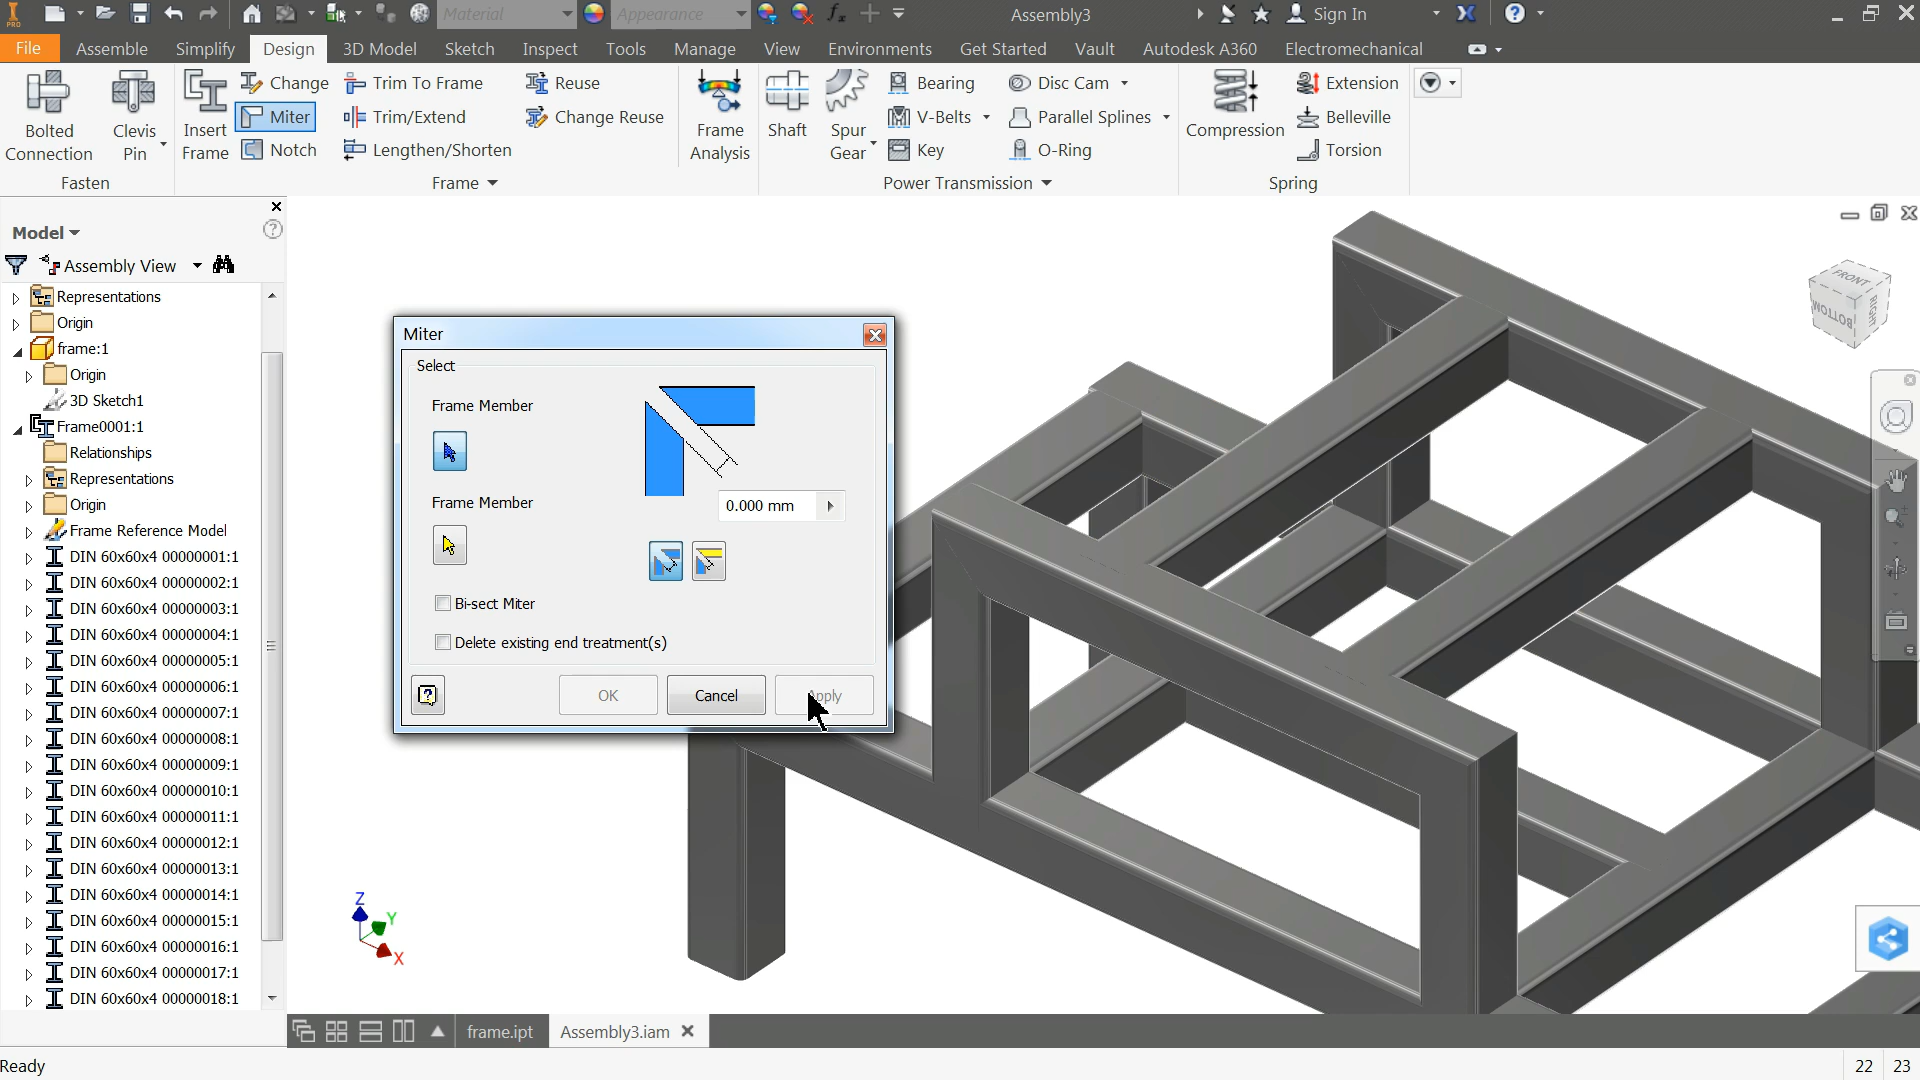 PRO
Material
Appearance
Assembly3
Sign In
File
Assemble
Simplify
Design
3D Model
Sketch
Inspect
Tools
Manage
View
Environments
Get Started
Vault
Autodesk A360
Electromechanical
Bolted Connection
Clevis Pin
Insert Frame
Change
Miter
Notch
Trim To Frame
Trim/Extend
Lengthen/Shorten
Reuse
Change Reuse
Frame Analysis
Shaft
Spur Gear
Bearing
V-Belts
Key
Disc Cam
Parallel Splines
O-Ring
Compression
Extension
Belleville
Torsion
Fasten
Frame
Power Transmission
Spring
Model
Assembly View
Representations
Origin
frame:1
Origin
3D Sketch1
Frame0001:1
Relationships
Representations
Origin
Frame Reference Model
DIN 60x60x4 00000001:1
DIN 60x60x4 00000002:1
DIN 60x60x4 00000003:1
DIN 60x60x4 00000004:1
DIN 60x60x4 00000005:1
DIN 60x60x4 00000006:1
DIN 60x60x4 00000007:1
DIN 60x60x4 00000008:1
DIN 60x60x4 00000009:1
DIN 60x60x4 00000010:1
DIN 60x60x4 00000011:1
DIN 60x60x4 00000012:1
DIN 60x60x4 00000013:1
DIN 60x60x4 00000014:1
DIN 60x60x4 00000015:1
DIN 60x60x4 00000016:1
DIN 60x60x4 00000017:1
DIN 60x60x4 00000018:1
Miter
Select
Frame Member
Frame Member
0.000 mm
Bi-sect Miter
Delete existing end treatment(s)
OK
Cancel
Apply
FRONT
RIGHT
BOTTOM
Z
Y
X
frame.ipt
Assembly3.iam
Ready
22
23